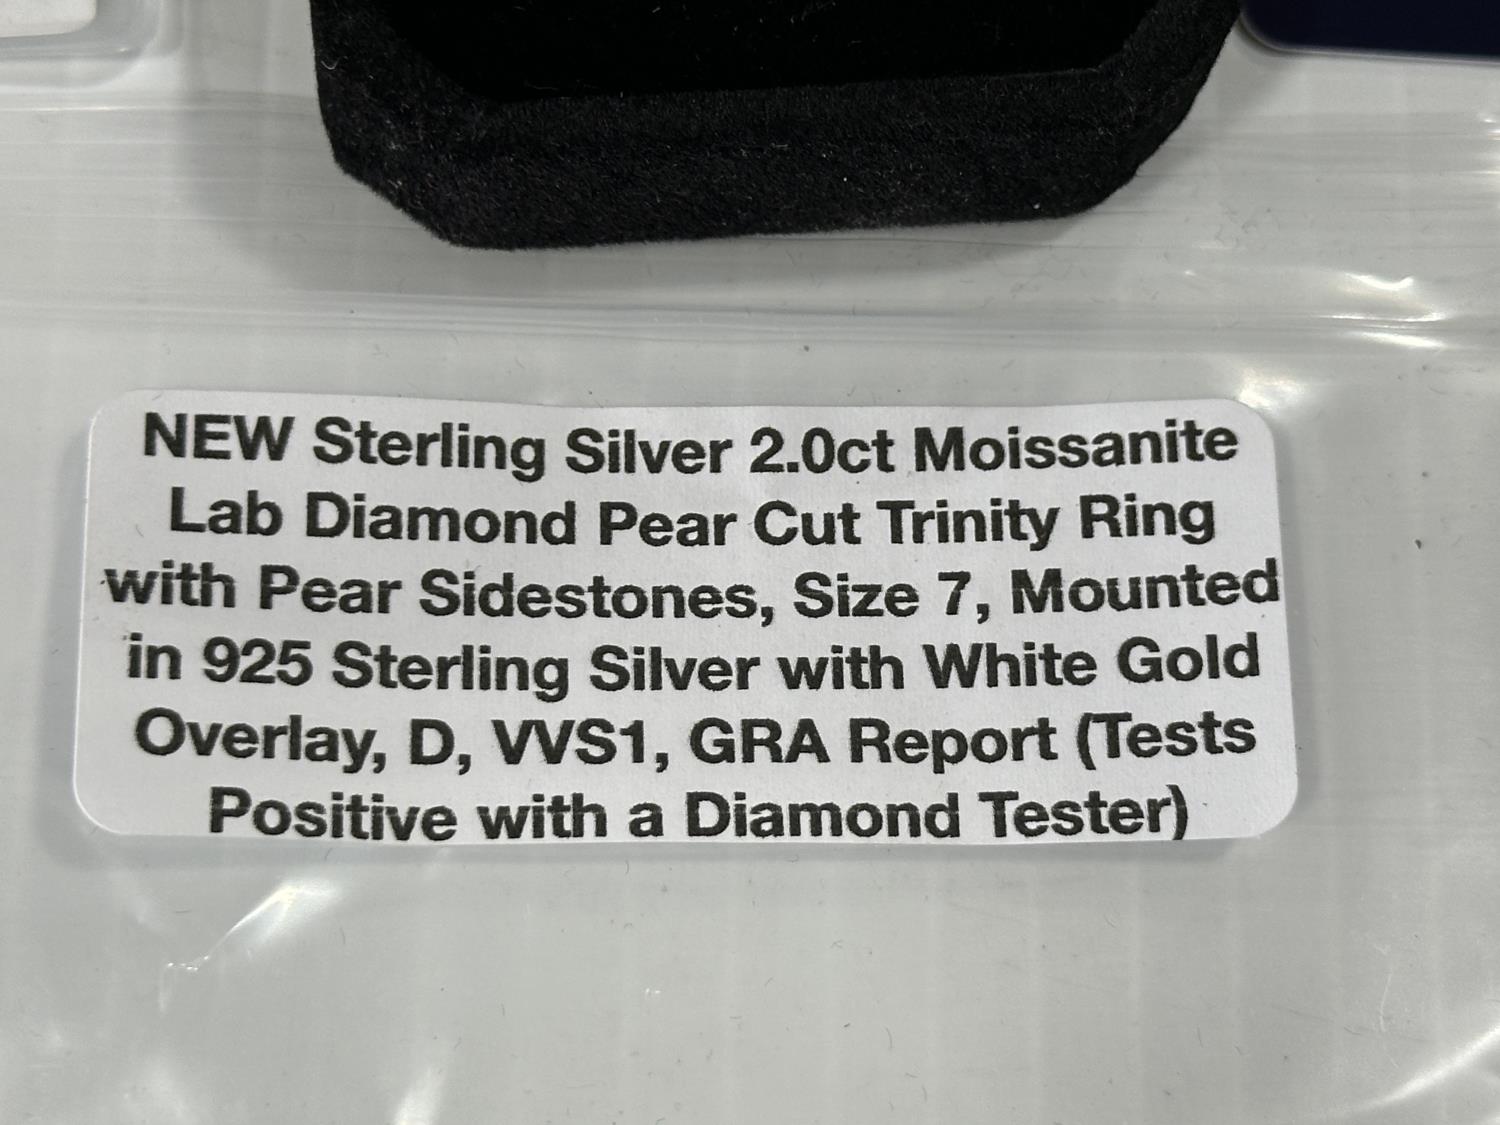 NEW Sterling Silver 2.0ct Moissanite
Lab Diamond Pear Cut Trinity Ring
with Pear Sidestones, Size 7, Mounted
in 925 Sterling Silver with White Gold
Overlay, D, VVS1, GRA Report (Tests
Positive with a Diamond Tester)